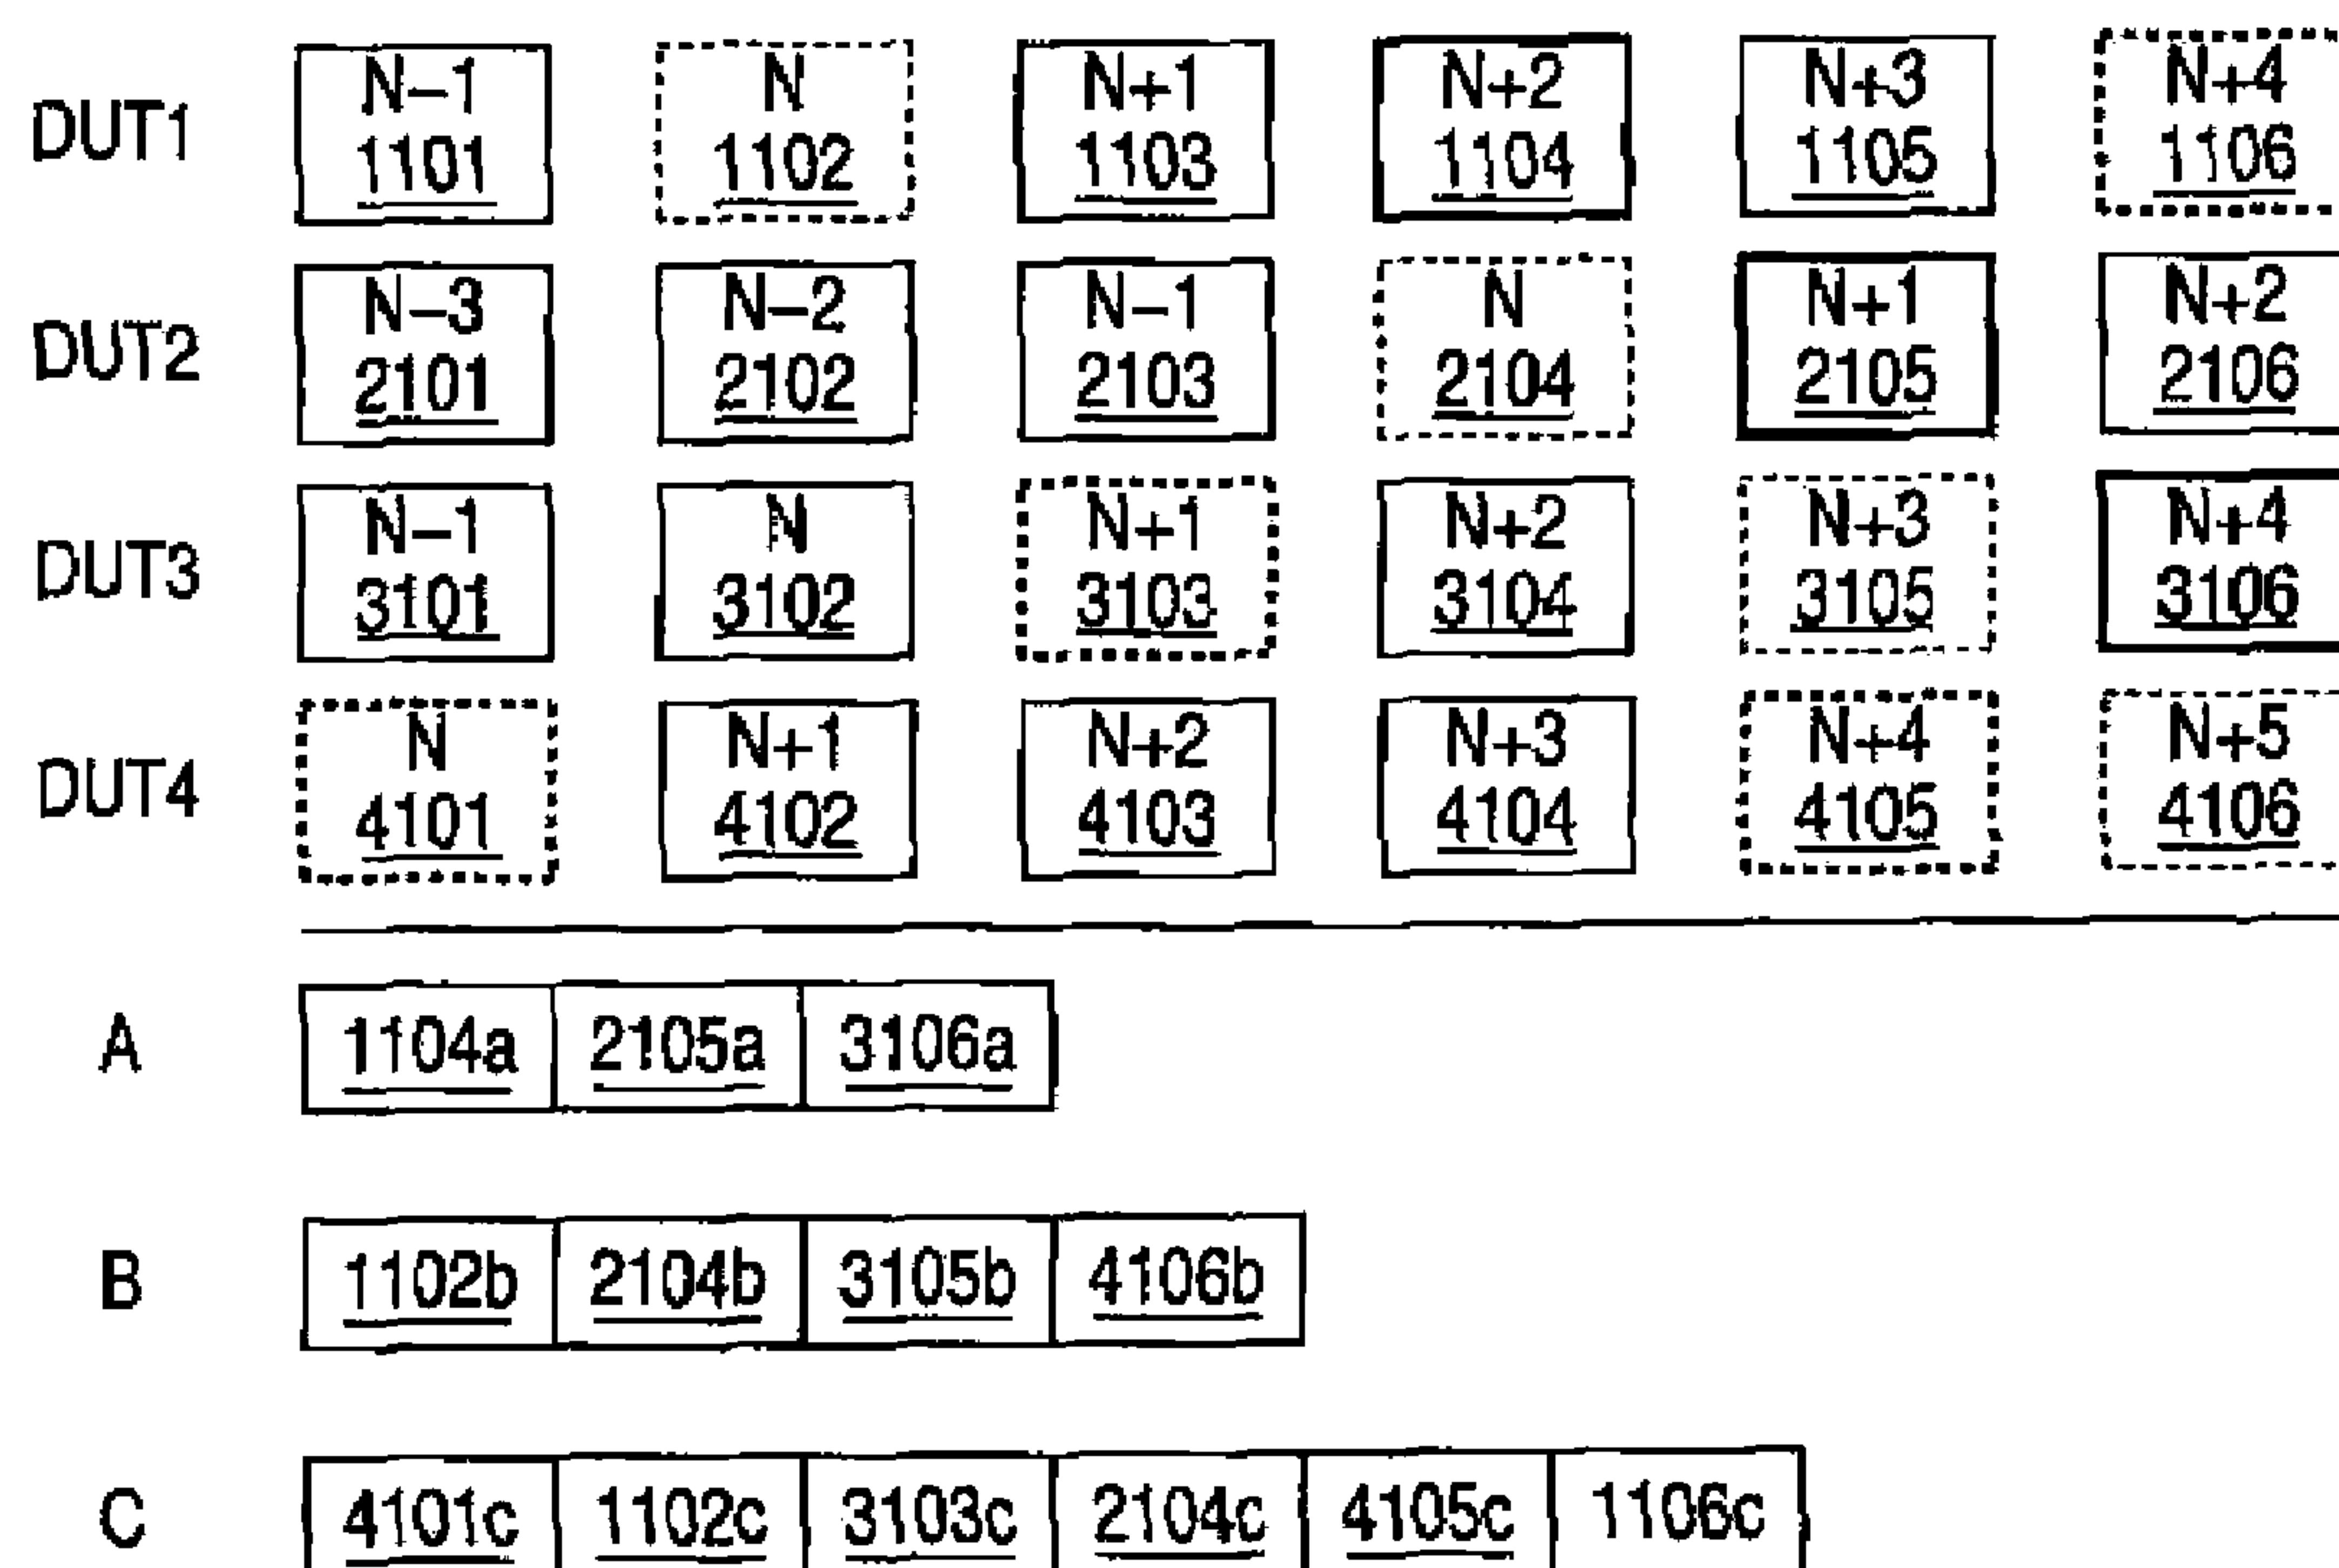 N-1 N N+1 N+2 N+3 N+4
DUT1 1101 1102 1103 1104 1105 1106
N-3 N-2 N-1 N N+1 N+2
DUT2 2101 2102 2103 2104 2105 2106
N-1 N N+1 N+2 N+3 N+4
DUT3 3101 3102 3103 3104 3105 3106
N N+1 N+2 N+3 N+4 N+5
DUT4 4101 4102 4103 4104 4105 4106
A 1104a 2105a 3106a
B 1102b 2104b 3105b 4106b
C 4101c 1102c 3103c 2104c 4105c 1106c